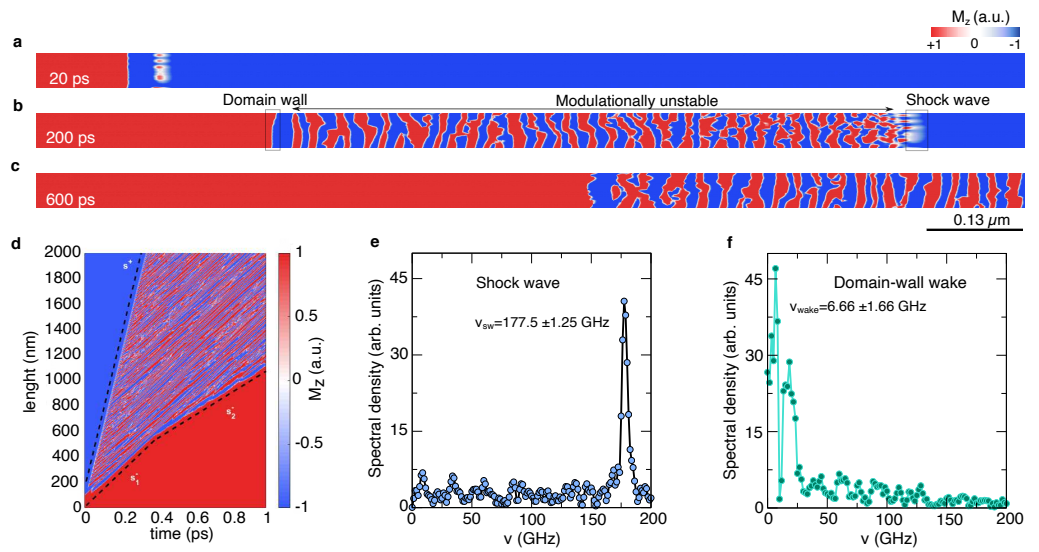 M_z (a.u.)
+1 0 -1
a
20 ps
Domain wall Modulationally unstable Shock wave
b
200 ps
c
600 ps
0.13 µm
d
2000
1800
1600
1400
1200
1000
800
600
400
200
0
lenght (nm)
0 0.2 0.4 0.6 0.8 1
time (ps)
s⁺
s₁⁻
s₂⁻
1
0.5
0
-0.5
-1
M_z (a.u.)
e
45
30
15
0
Spectral density (arb. units)
Shock wave
ν_sw=177.5 ±1.25 GHz
0 50 100 150 200
ν (GHz)
f
45
30
15
0
Spectral density (arb. units)
Domain-wall wake
ν_wake=6.66 ±1.66 GHz
0 50 100 150 200
ν (GHz)